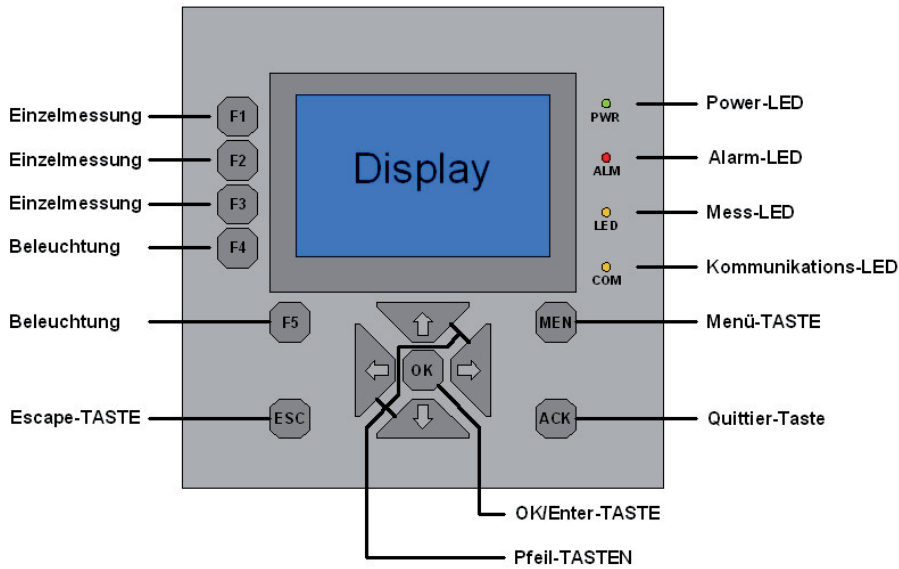 Einzelmessung F1
Einzelmessung F2
Einzelmessung F3
Beleuchtung F4
Display
PWR Power-LED
ALM Alarm-LED
LED Mess-LED
COM Kommunikations-LED
Beleuchtung F5
MEN Menü-TASTE
OK
Escape-TASTE ESC
ACK Quittier-Taste
OK/Enter-TASTE
Pfeil-TASTEN